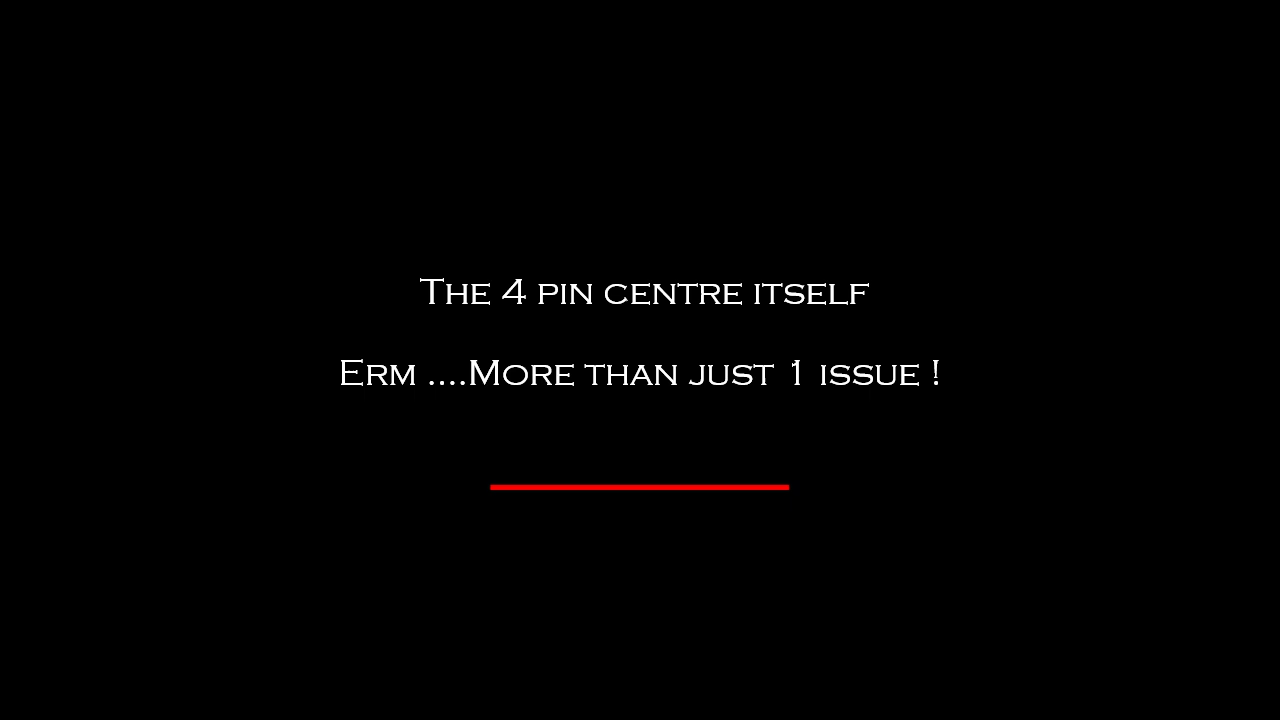 The 4 pin centre itself
Erm ....More than just 1 issue !